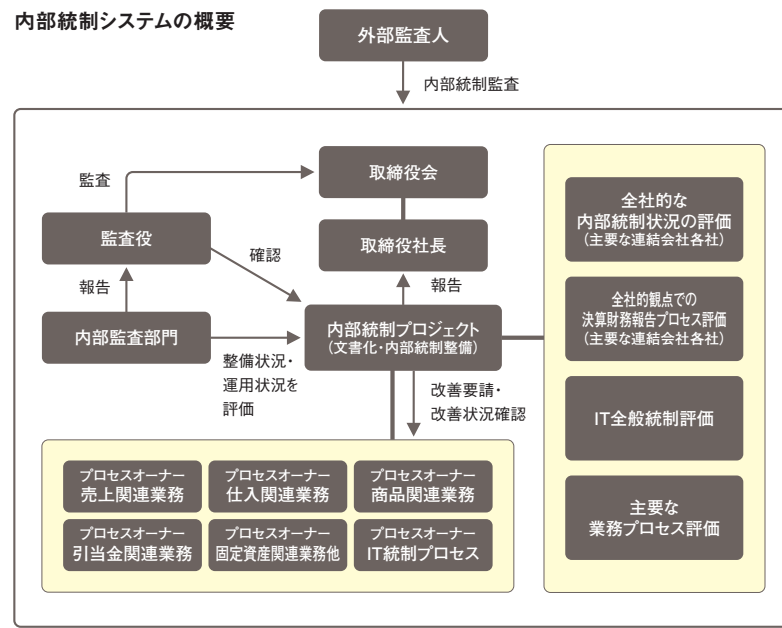 内部統制システムの概要
外部監査人
内部統制監査
監査
取締役会
監査役
確認
取締役社長
報告
報告
内部監査部門
内部統制プロジェクト
（文書化・内部統制整備）
整備状況・
運用状況を
評価
改善要請・
改善状況確認
プロセスオーナー
売上関連業務
プロセスオーナー
仕入関連業務
プロセスオーナー
商品関連業務
プロセスオーナー
引当金関連業務
プロセスオーナー
固定資産関連業務他
プロセスオーナー
IT統制プロセス
全社的な
内部統制状況の評価
（主要な連結会社各社）
全社的観点での
決算財務報告プロセス評価
（主要な連結会社各社）
IT全般統制評価
主要な
業務プロセス評価